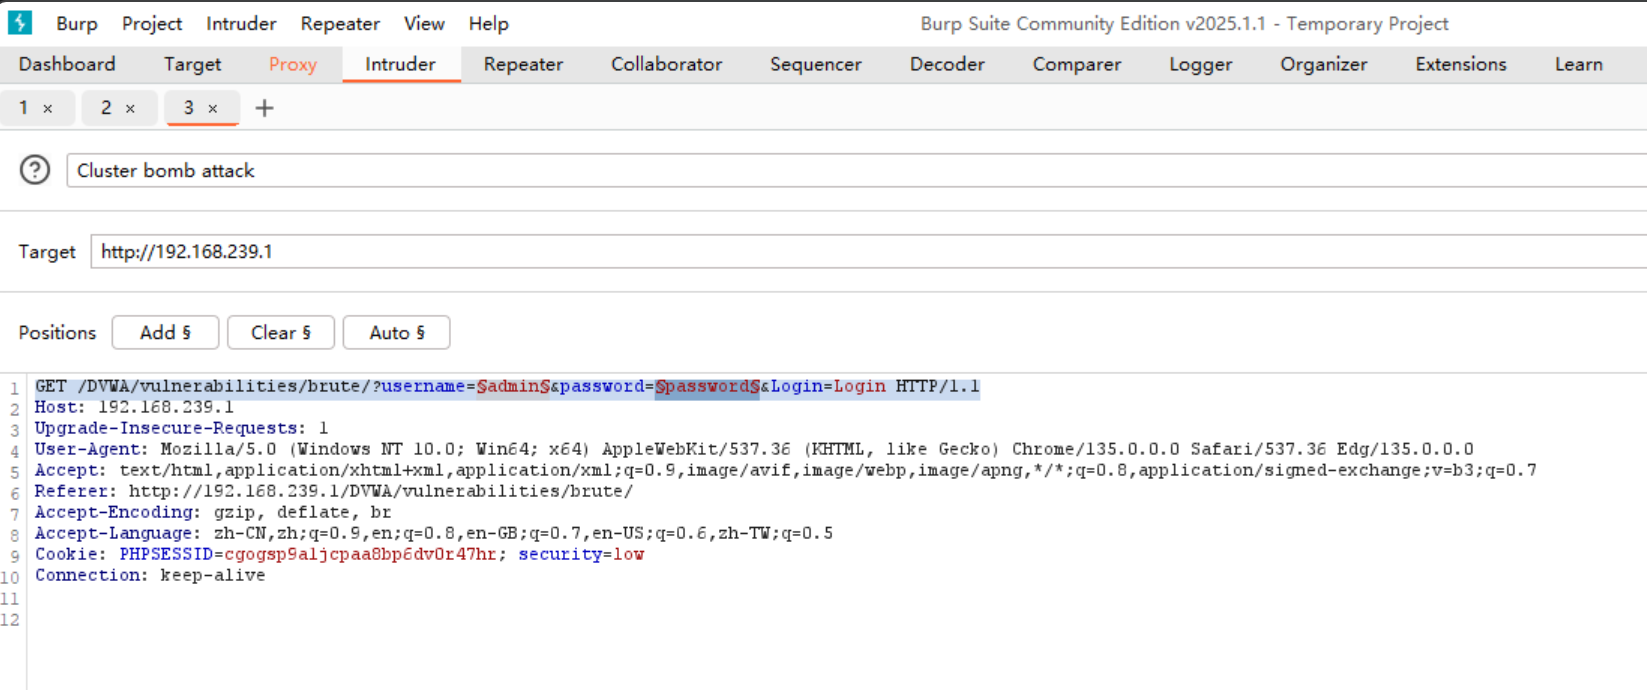 Burp Project Intruder Repeater View Help Burp Suite Community Edition v2025.1.1 - Temporary Project
Dashboard Target Proxy Intruder Repeater Collaborator Sequencer Decoder Comparer Logger Organizer Extensions Learn
1 × 2 × 3 × +
? Cluster bomb attack
Target http://192.168.239.1
Positions Add § Clear § Auto §
1 GET /DVWA/vulnerabilities/brute/?username=§admin§&password=§password§&Login=Login HTTP/1.1
2 Host: 192.168.239.1
3 Upgrade-Insecure-Requests: 1
4 User-Agent: Mozilla/5.0 (Windows NT 10.0; Win64; x64) AppleWebKit/537.36 (KHTML, like Gecko) Chrome/135.0.0.0 Safari/537.36 Edg/135.0.0.0
5 Accept: text/html,application/xhtml+xml,application/xml;q=0.9,image/avif,image/webp,image/apng,*/*;q=0.8,application/signed-exchange;v=b3;q=0.7
6 Referer: http://192.168.239.1/DVWA/vulnerabilities/brute/
7 Accept-Encoding: gzip, deflate, br
8 Accept-Language: zh-CN,zh;q=0.9,en;q=0.8,en-GB;q=0.7,en-US;q=0.6,zh-TW;q=0.5
9 Cookie: PHPSESSID=cgogsp9aljcpaa8bp6dv0r47hr; security=low
10 Connection: keep-alive
11
12